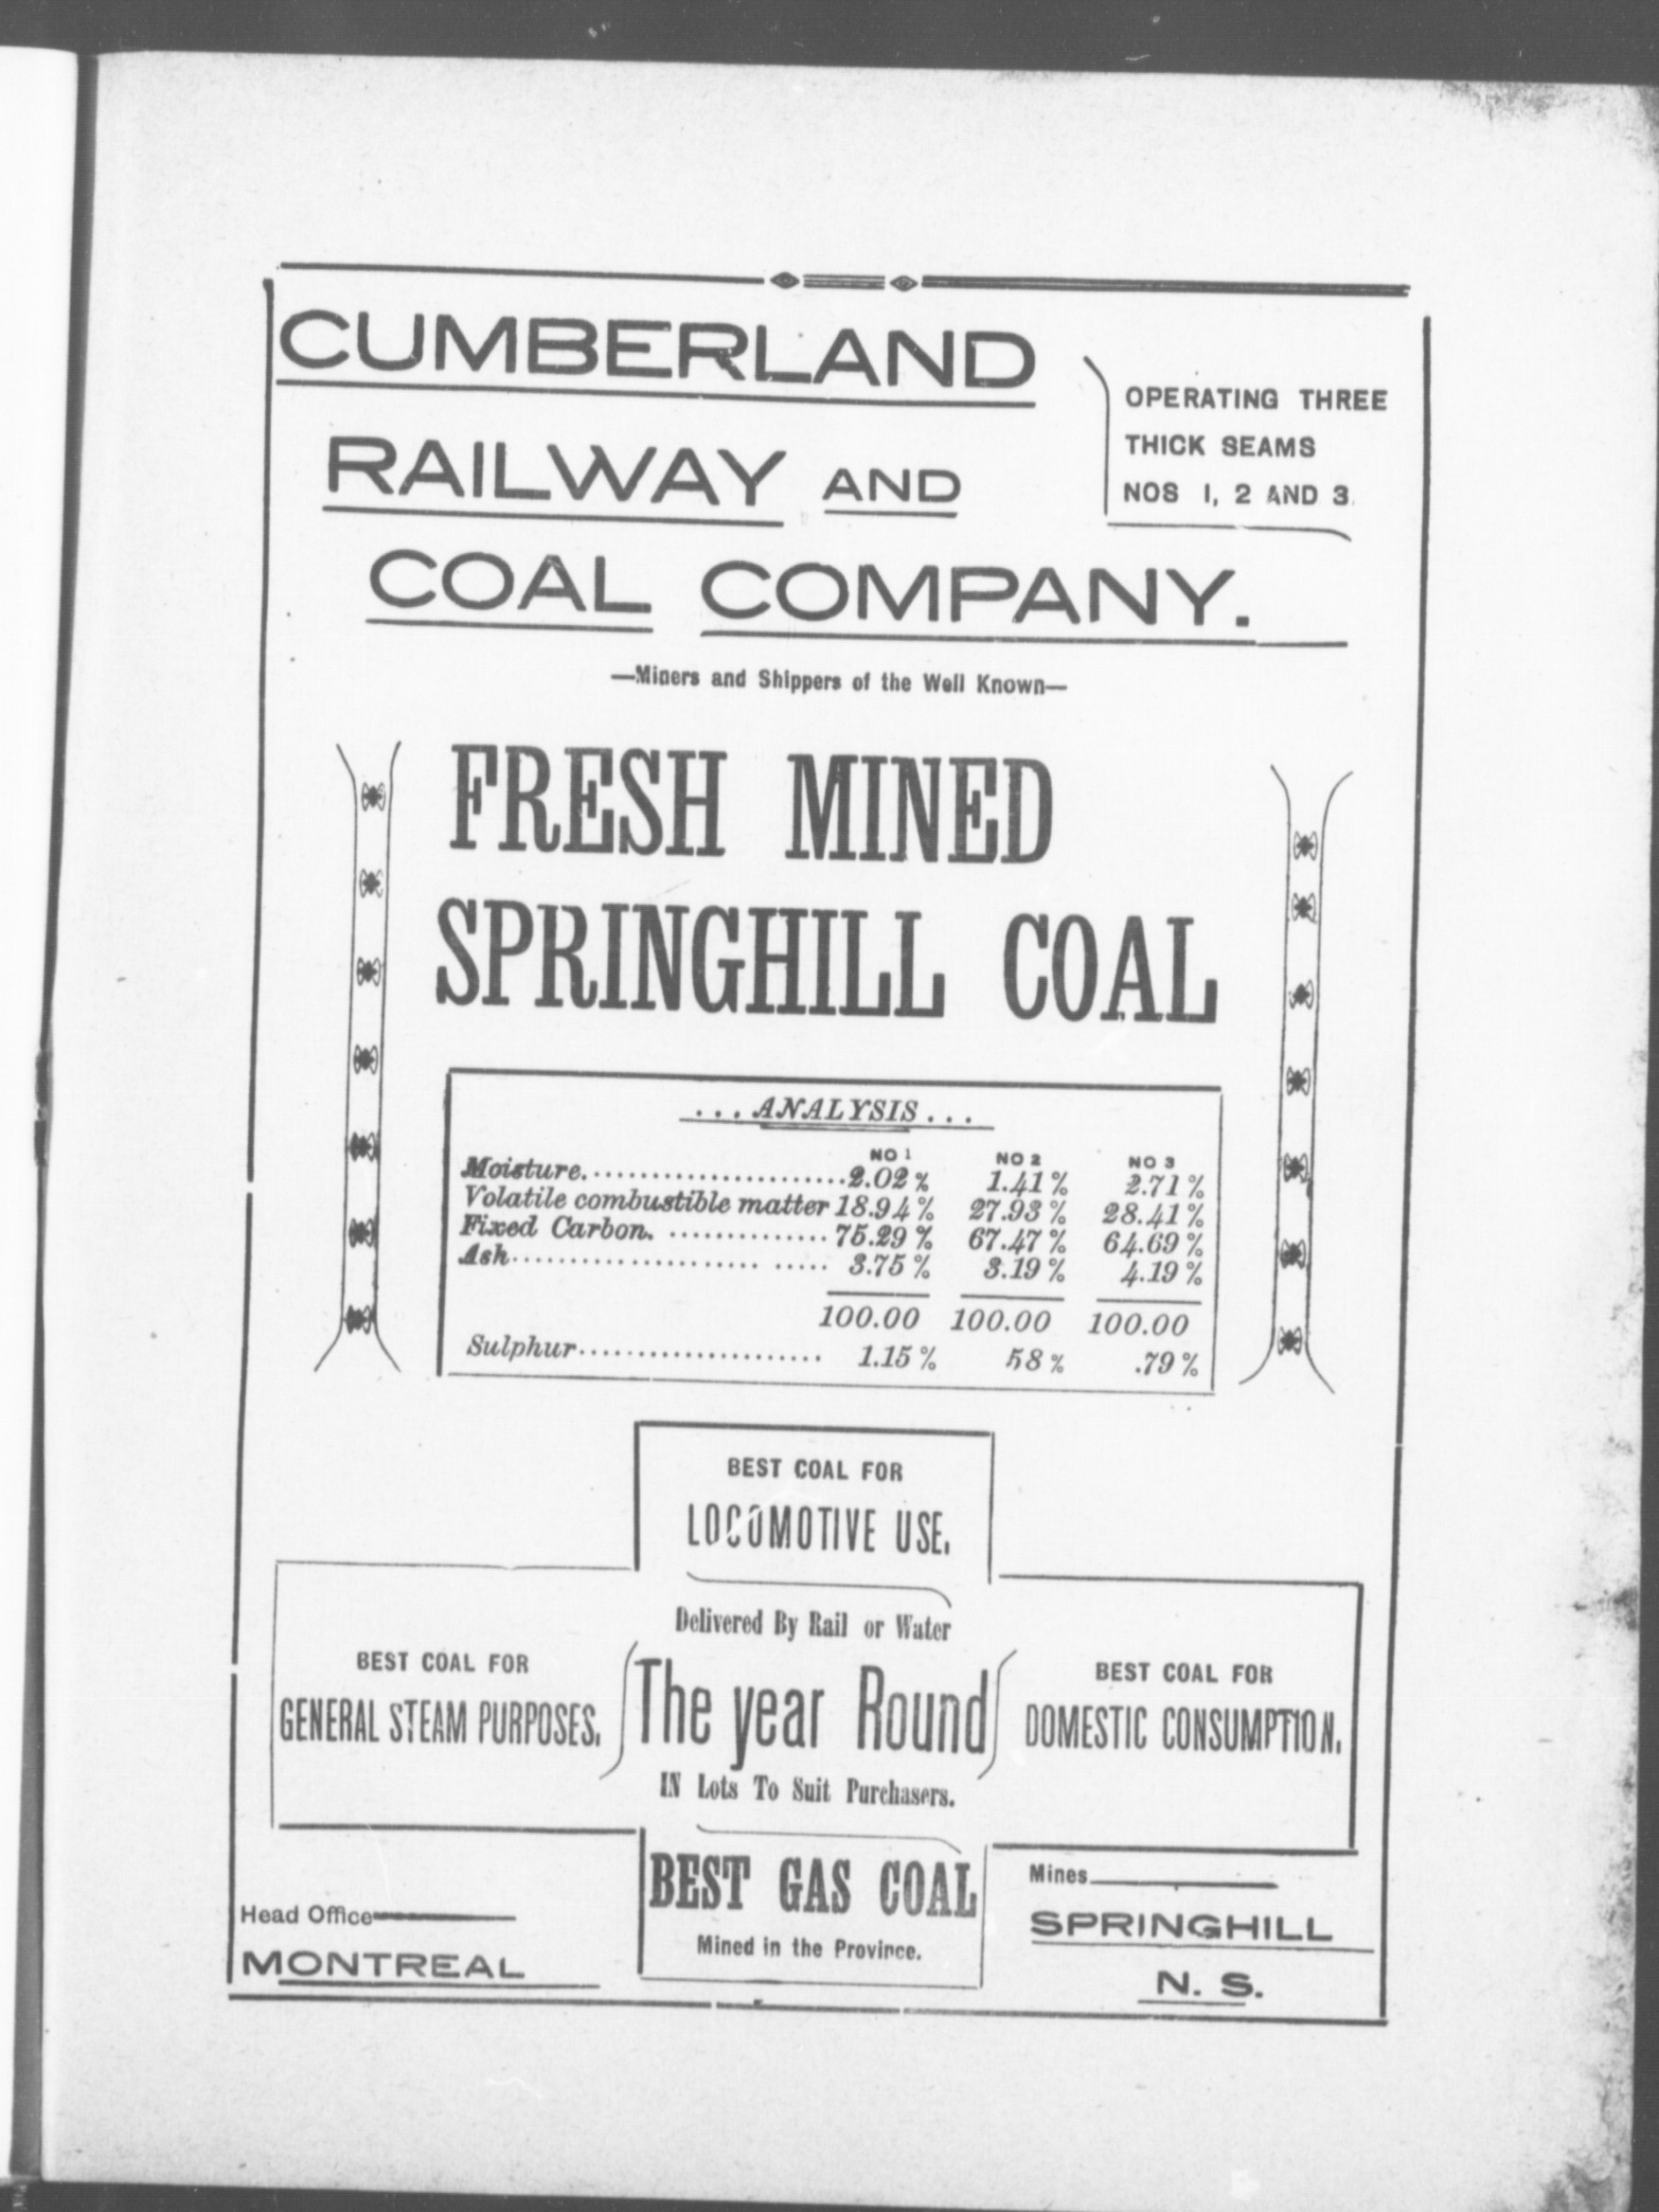 CUMBERLAND
RAILWAY AND
COAL COMPANY.
OPERATING THREE
THICK SEAMS
NOS 1, 2 AND 3.
—Miners and Shippers of the Well Known—
FRESH MINED
SPRINGHILL COAL
...ANALYSIS...
NO 1 NO 2 NO 3
Moisture........................2.02% 1.41% 2.71%
Volatile combustible matter 18.94% 27.93% 28.41%
Fixed Carbon. .............. 75.29% 67.47% 64.69%
Ash..................... ..... 3.75% 3.19% 4.19%
100.00 100.00 100.00
Sulphur..................... 1.15% 58% .79%
BEST COAL FOR
LOCOMOTIVE USE.
Delivered By Rail or Water
BEST COAL FOR
GENERAL STEAM PURPOSES.
The year Round
BEST COAL FOR
DOMESTIC CONSUMPTION.
IN Lots To Suit Purchasers.
BEST GAS COAL
Mined in the Province.
Head Office
MONTREAL
Mines
SPRINGHILL
N. S.